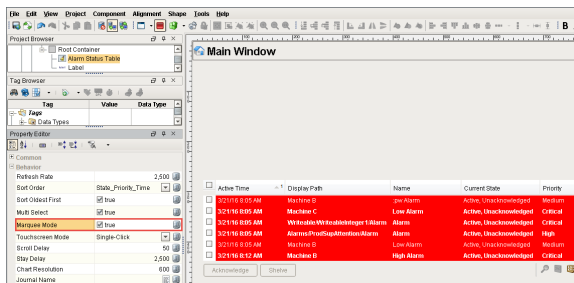 File Edit View Project Component Alignment Shape Tools Help
B
Project Browser
Root Container
Alarm Status Table
Label
Tag Browser
Tag Value Data Type
Tags
Data Types
Property Editor
Common
Behavior
Refresh Rate 2,500
Sort Order State_Priority_Time
Sort Oldest First true
Multi Select true
Marquee Mode true
Touchscreen Mode Single-Click
Scroll Delay 50
Stay Delay 2,500
Chart Resolution 600
Journal Name
Main Window
Active Time Display Path Name Current State Priority
3/21/16 8:05 AM Machine B Alarm Active, Unacknowledged Medium
3/21/16 8:05 AM Machine C Low Alarm Active, Unacknowledged Critical
3/21/16 8:05 AM Writeable/WriteableInteger1/Alarm Alarm Active, Unacknowledged Critical
3/21/16 8:05 AM Alarms/ProdSupAttention/Alarm Alarm Active, Unacknowledged High
3/21/16 8:05 AM Machine B Low Alarm Active, Unacknowledged Medium
3/21/16 8:12 AM Machine B High Alarm Active, Unacknowledged Critical
Acknowledge Shelve